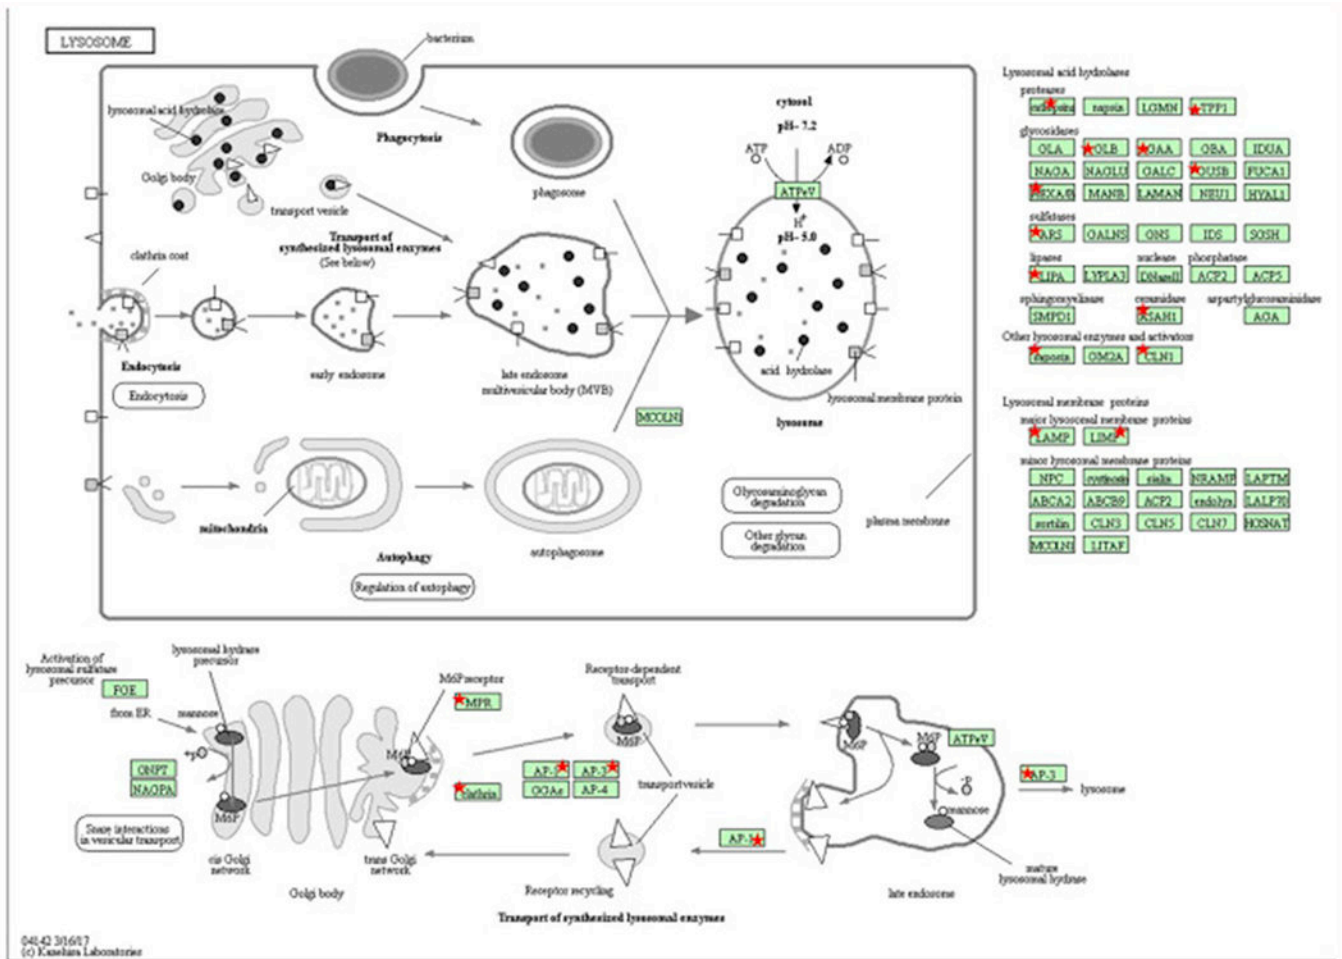 LYSOSOME
bacterium
lysosomal acid hydrolase
Phagocytosis
Golgi body
transport vesicle
phagosome
Transport of
synthesized lysosomal enzymes
(See below)
clathrin coat
cytosol
pH~ 7.2
ATP
ADP
ATPeV
H+
pH~ 5.0
Endocytosis
Endocytosis
early endosome
late endosome
multivesicular body (MVB)
acid hydrolase
lysosomal membrane protein
lysosome
MCOLN1
mitochondria
Autophagy
Regulation of autophagy
autophagosome
Glycosaminoglycan
degradation
Other glycan
degradation
plasma membrane
Lysosomal acid hydrolases
proteases
napsin LGMN TPP1
glycosidases
GLA GLB GAA GBA IDUA
NAGA NAGLU GALC GUSB FUCA1
HEXA/B MANB LAMAN NEU1 HYAL1
sulfatases
ARS GALNS GNS IDS SGSH
lipases nuclease phosphatase
LIPA LYPLA3 DNaseII ACP2 ACP5
sphingomyelinase ceramidase aspartylglucosaminidase
SMPD1 ASAH1 AGA
Other lysosomal enzymes and activators
saposin GM2A CLN1
Lysosomal membrane proteins
major lysosomal membrane proteins
LAMP LIMP
minor lysosomal membrane proteins
NPC cystinosin sialin NRAMP LAPTM
ABCA2 ABCB9 ACP2 endolyn
sortilin CLN3 CLN5 CLN7 HGSNAT
MCOLN1 LITAF
Activation of
lysosomal sulfatase
precursor
FGE
lysosomal hydrase
precursor
from ER
mannose
GNPT
NAGPA
M6P
Snare interactions
in vesicular transport
cis Golgi
network
Golgi body
trans Golgi
network
M6P
M6P receptor
MPR
clathrin
AP-1 AP-3
GGAs AP-4
Receptor-dependent
transport
M6P
transport vesicle
Receptor recycling
AP-1
M6P
M6P
ATPeV
mannose
AP-3
lysosome
mature
lysosomal hydrase
late endosome
Transport of synthesized lysosomal enzymes
04142 3/16/17
(c) Kanehisa Laboratories